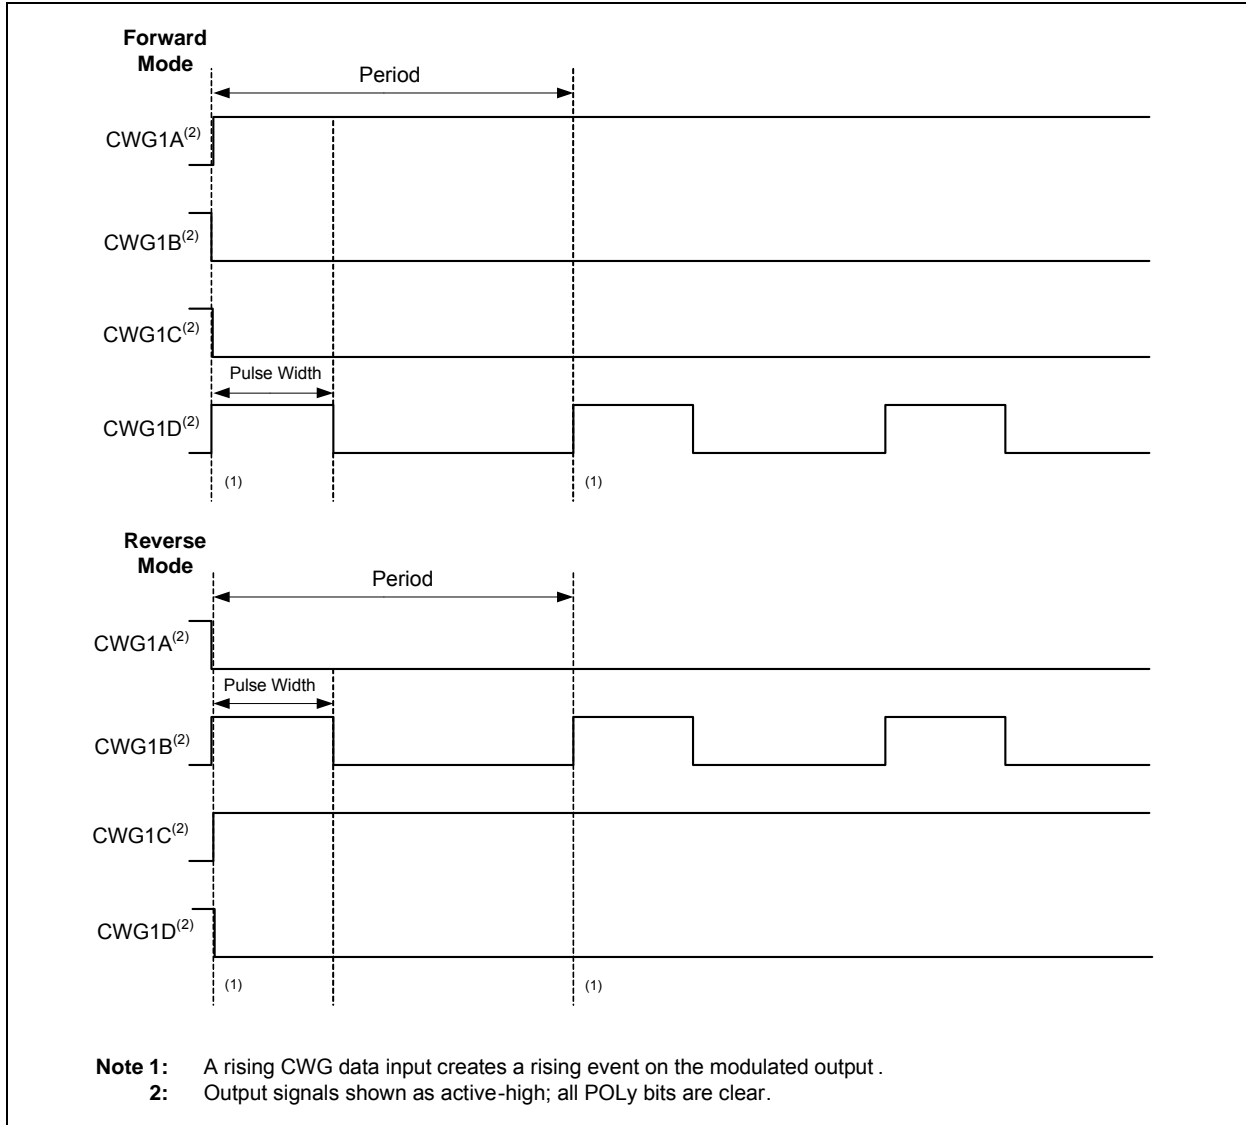 Forward
Mode
Period
CWG1A(2)
CWG1B(2)
CWG1C(2)
Pulse Width
CWG1D(2)
(1)
(1)
Reverse
Mode
Period
CWG1A(2)
Pulse Width
CWG1B(2)
CWG1C(2)
CWG1D(2)
(1)
(1)
Note 1: A rising CWG data input creates a rising event on the modulated output .
2: Output signals shown as active-high; all POLy bits are clear.